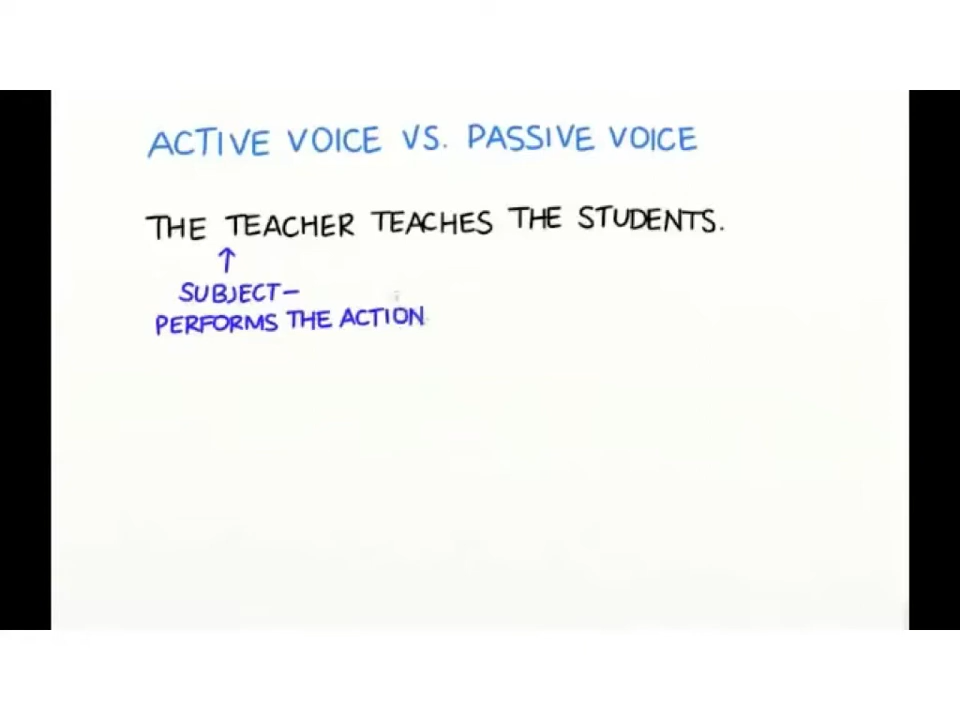 ACTIVE VOICE VS. PASSIVE VOICE
THE TEACHER TEACHES THE STUDENTS.
↑
SUBJECT-
PERFORMS THE ACTION